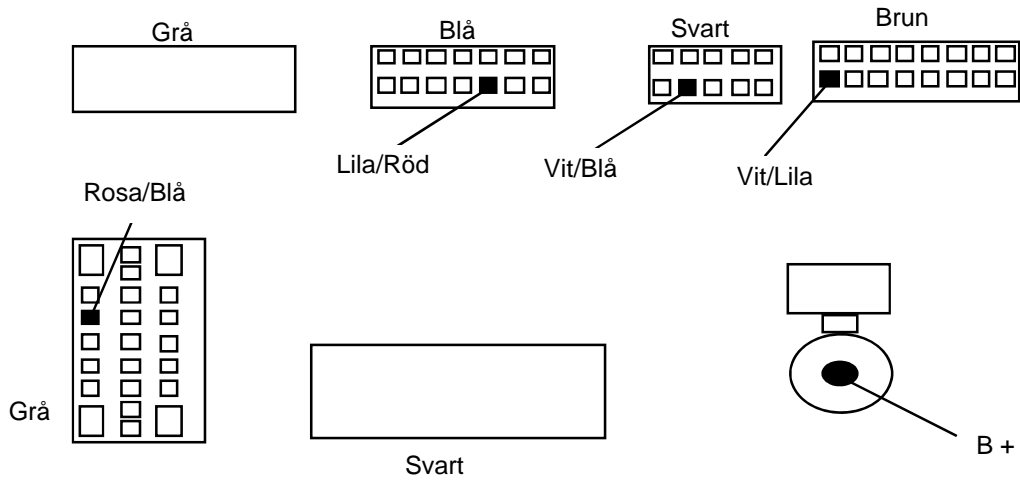 Grå
Blå
Svart
Brun
Lila/Röd
Vit/Blå
Vit/Lila
Rosa/Blå
Grå
Svart
B +